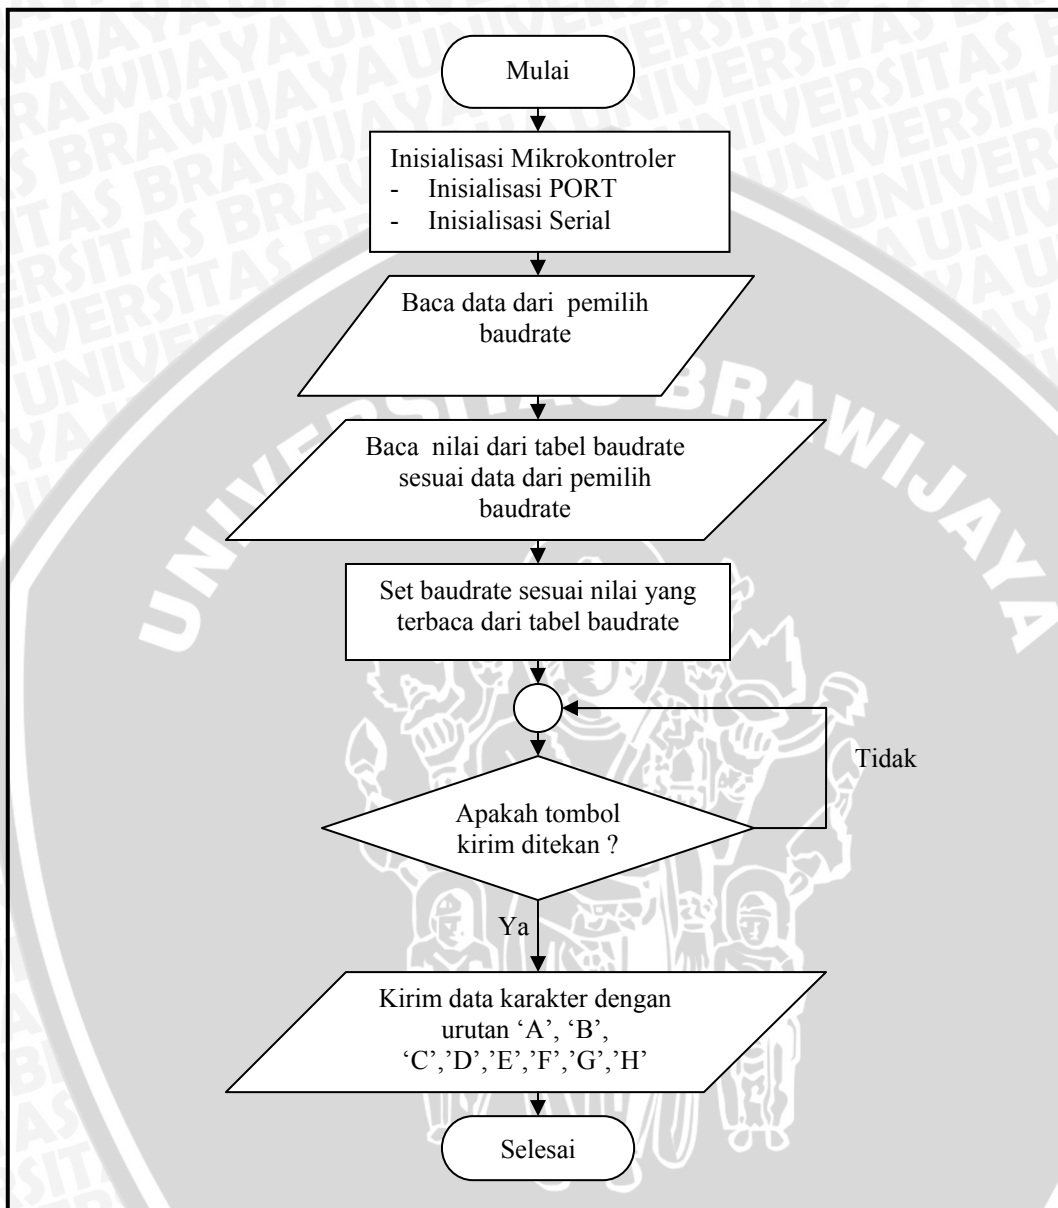 Mulai
Inisialisasi Mikrokontroler
- Inisialisasi PORT
- Inisialisasi Serial
Baca data dari pemilih
baudrate
Baca nilai dari tabel baudrate
sesuai data dari pemilih
baudrate
Set baudrate sesuai nilai yang
terbaca dari tabel baudrate
Tidak
Apakah tombol
kirim ditekan ?
Ya
Kirim data karakter dengan
urutan ‘A’, ‘B’,
‘C’,’D’,’E’,’F’,’G’,’H’
Selesai
UNIVERSITAS BRAWIJAYA